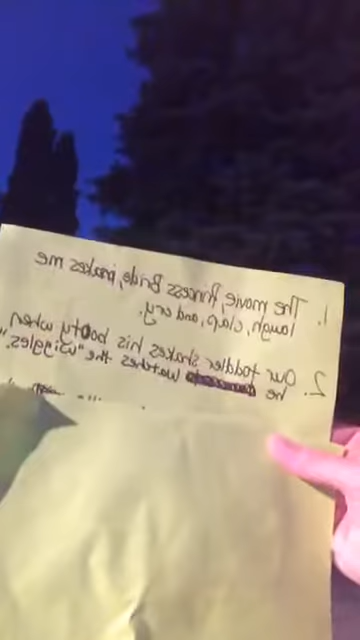 1. The movie, Princess Bride, makes me
laugh, clap, and cry.
2. Our toddler shakes his booty when
he watches the "Wiggles."